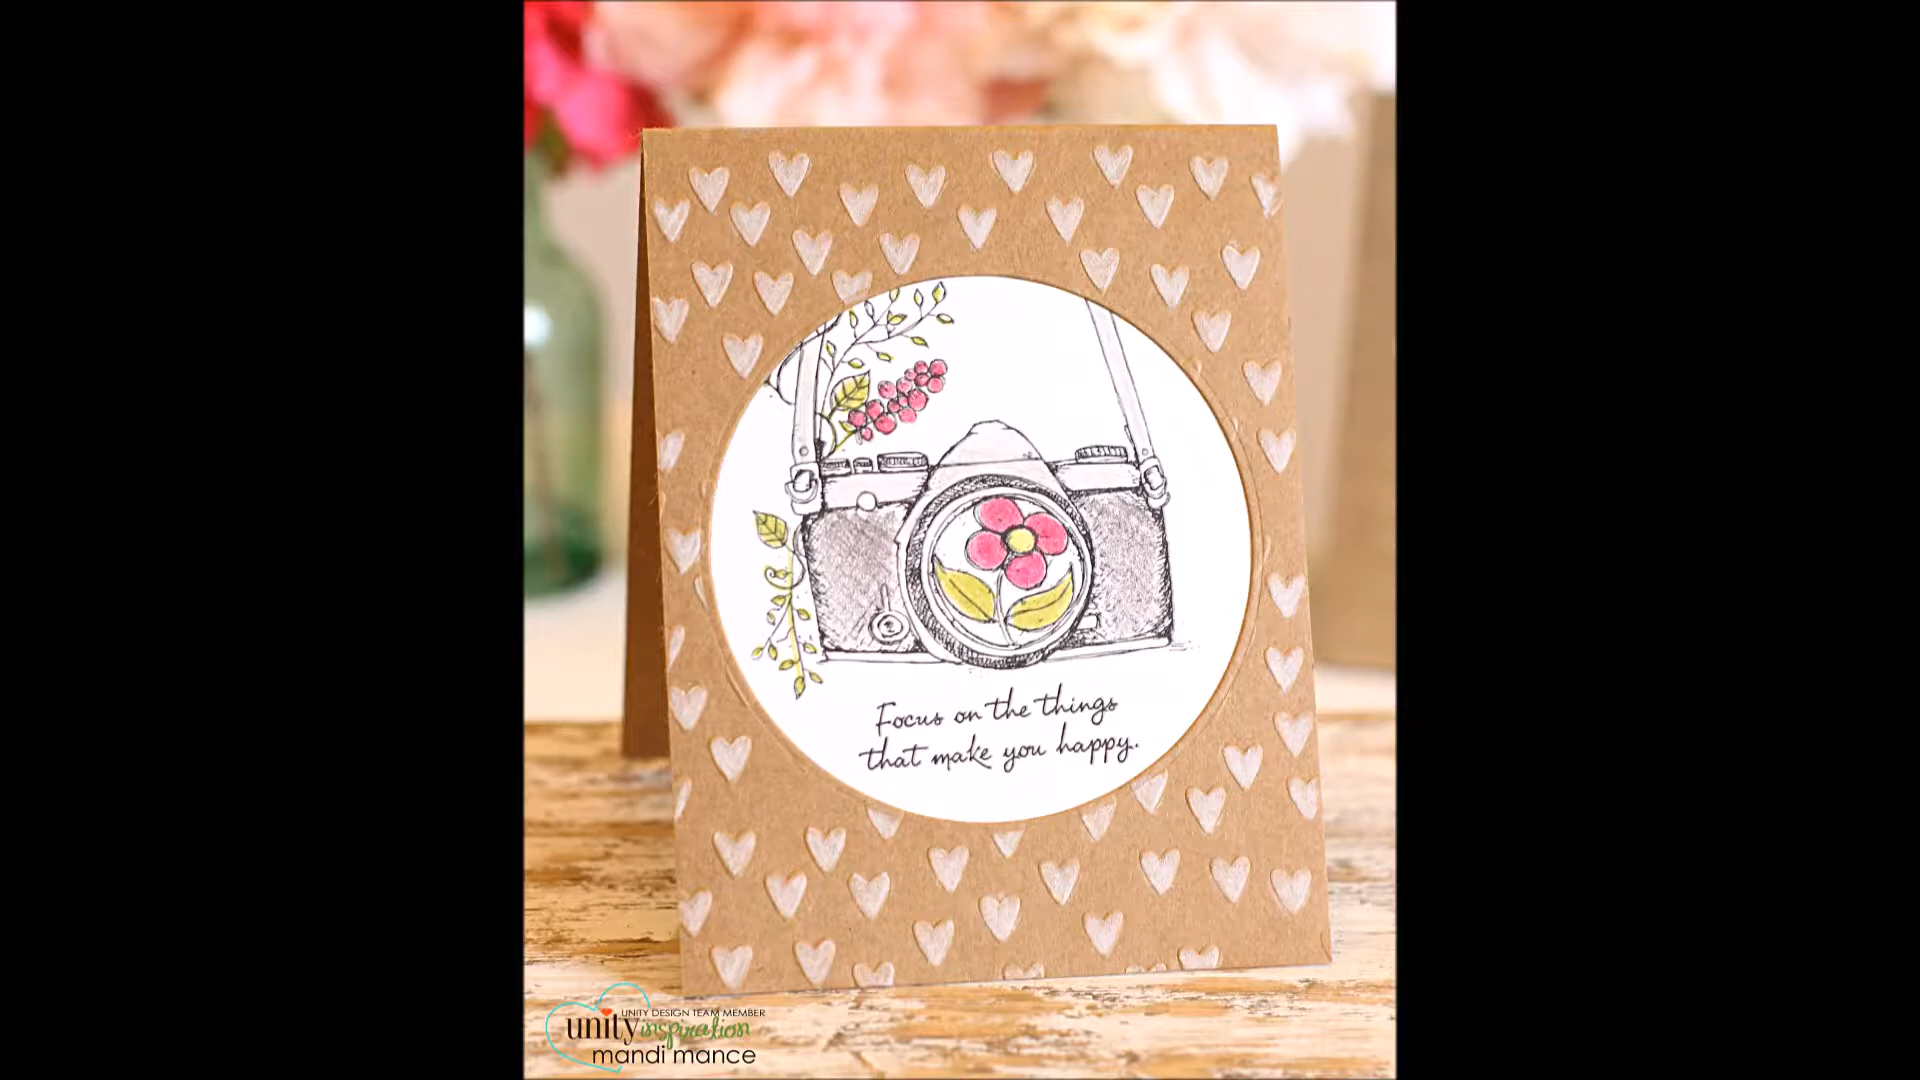 Focus on the things
that make you happy.
UNITY DESIGN TEAM MEMBER
unity inspiration
mandi mance